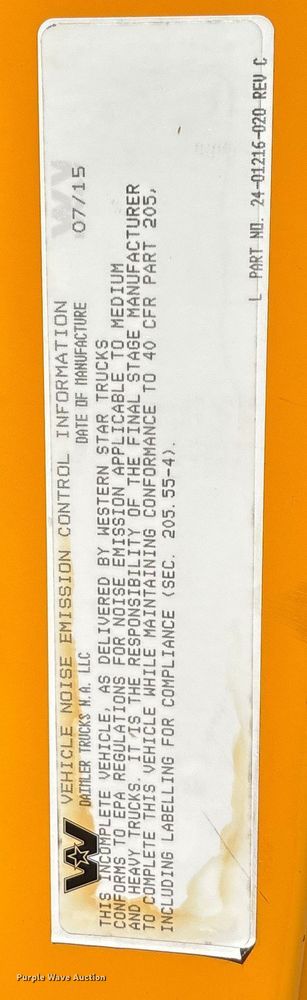 VEHICLE NOISE EMISSION CONTROL INFORMATION
DAIMLER TRUCKS N.A. LLC DATE OF MANUFACTURE 07/15
THIS INCOMPLETE VEHICLE, AS DELIVERED BY WESTERN STAR TRUCKS
CONFORMS TO EPA REGULATIONS FOR NOISE EMISSION APPLICABLE TO MEDIUM
AND HEAVY TRUCKS. IT IS THE RESPONSIBILITY OF THE FINAL STAGE MANUFACTURER
TO COMPLETE THIS VEHICLE WHILE MAINTAINING CONFORMANCE TO 40 CFR PART 205,
INCLUDING LABELLING FOR COMPLIANCE (SEC. 205.55-4).
L PART NO. 24-01216-020 REV C
Purple Wave Auction